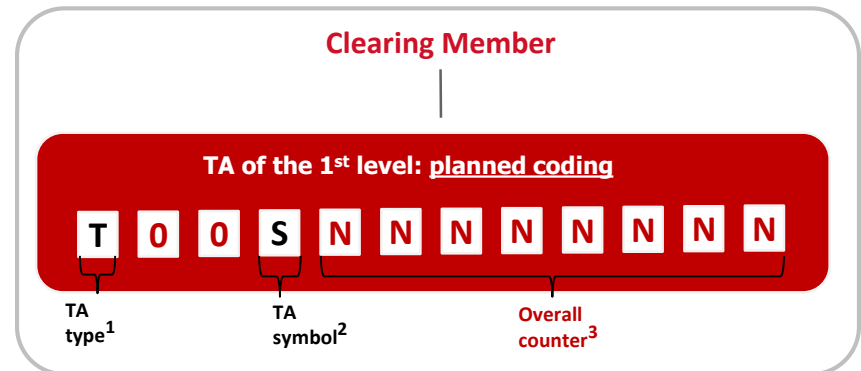 Clearing Member
TA of the 1st level: planned coding
T 0 0 S N N N N N N N N
TA
type1
TA
symbol2
Overall
counter3